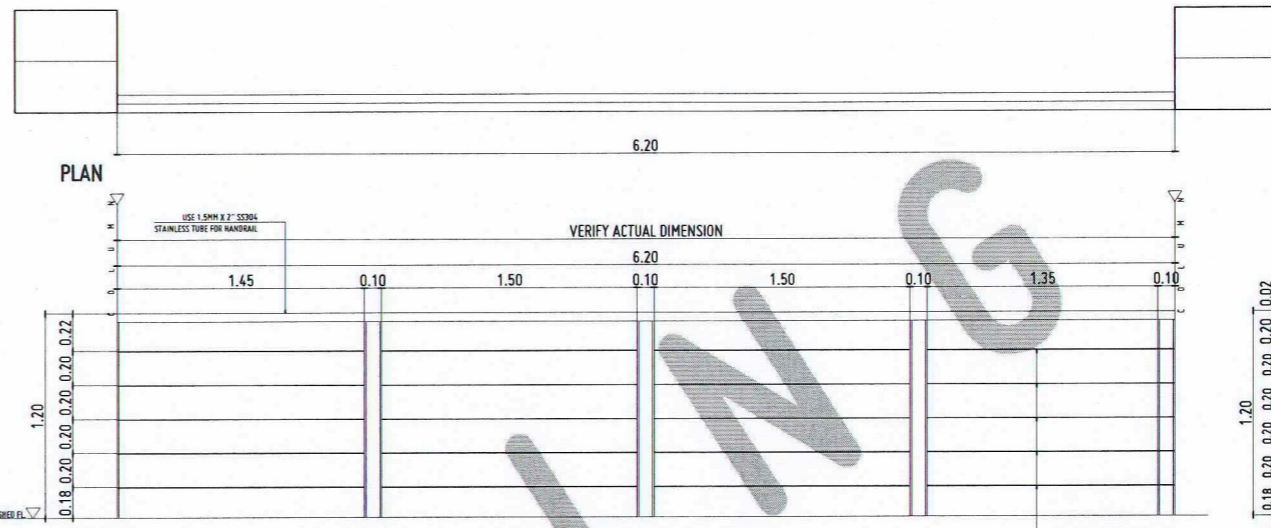 6.20
PLAN
USE 1.5MM X 2" SS304
STAINLESS TUBE FOR HANDRAIL
VERIFY ACTUAL DIMENSION
6.20
1.45 0.10 1.50 0.10 1.50 0.10 1.35 0.10
COLUMN
COLUMN
1.20
0.22
0.20
0.20
0.20
0.20
0.18
0.02
0.20
0.20
0.20
0.20
0.20
0.18
1.20
FL
I N G